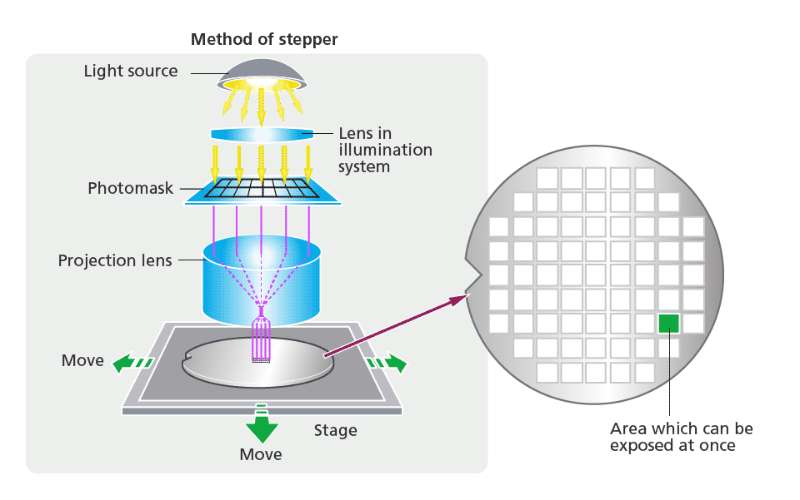 Method of stepper
Light source
Lens in
illumination
system
Photomask
Projection lens
Move
Stage
Move
Area which can be
exposed at once